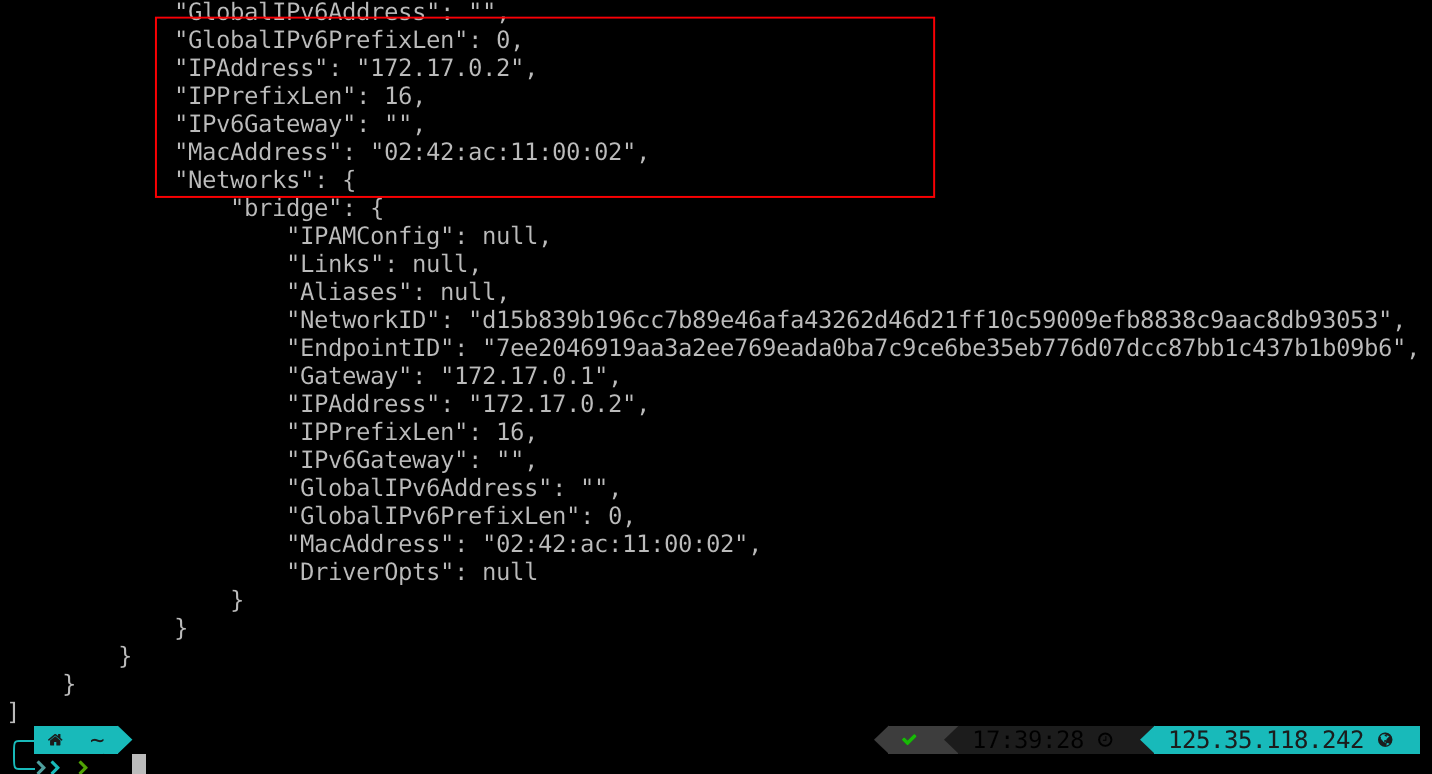 "GlobalIPv6Address": "",
"GlobalIPv6PrefixLen": 0,
"IPAddress": "172.17.0.2",
"IPPrefixLen": 16,
"IPv6Gateway": "",
"MacAddress": "02:42:ac:11:00:02",
"Networks": {
"bridge": {
"IPAMConfig": null,
"Links": null,
"Aliases": null,
"NetworkID": "d15b839b196cc7b89e46afa43262d46d21ff10c59009efb8838c9aac8db93053",
"EndpointID": "7ee2046919aa3a2ee769eada0ba7c9ce6be35eb776d07dcc87bb1c437b1b09b6",
"Gateway": "172.17.0.1",
"IPAddress": "172.17.0.2",
"IPPrefixLen": 16,
"IPv6Gateway": "",
"GlobalIPv6Address": "",
"GlobalIPv6PrefixLen": 0,
"MacAddress": "02:42:ac:11:00:02",
"DriverOpts": null
}
}
}
}
]
~ 17:39:28 125.35.118.242